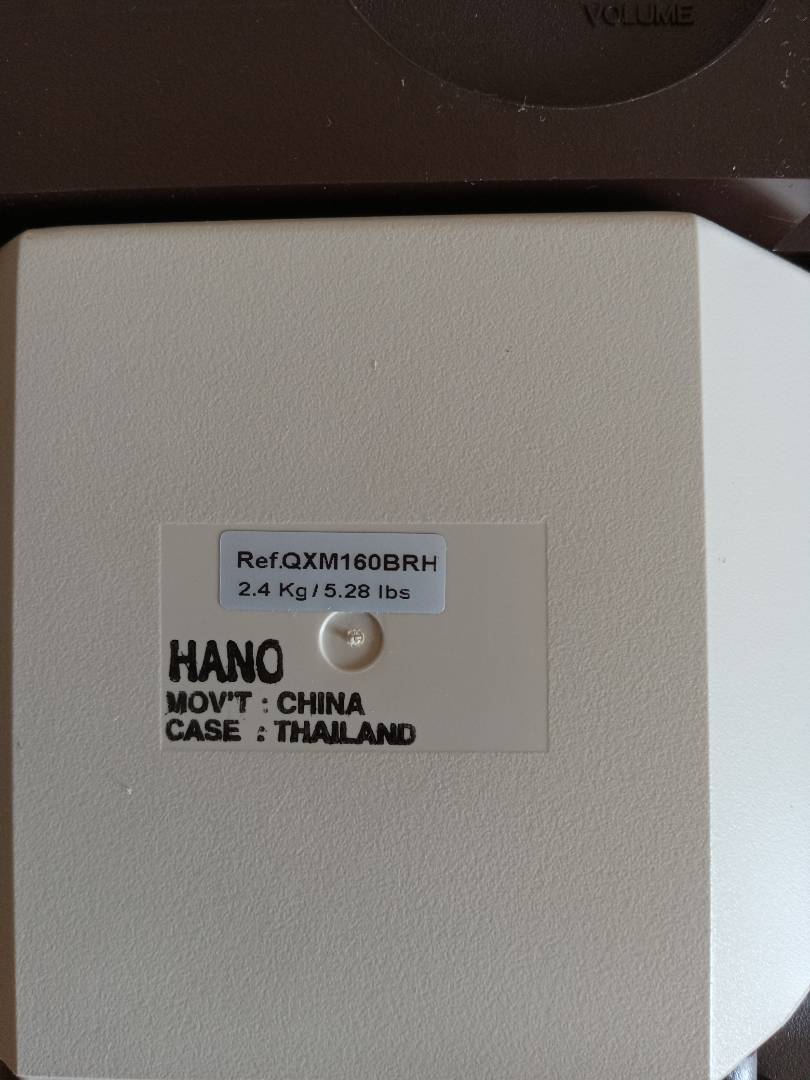 VOLUME
Ref.QXM160BRH
2.4 Kg / 5.28 lbs
HANO
MOV'T : CHINA
CASE : THAILAND